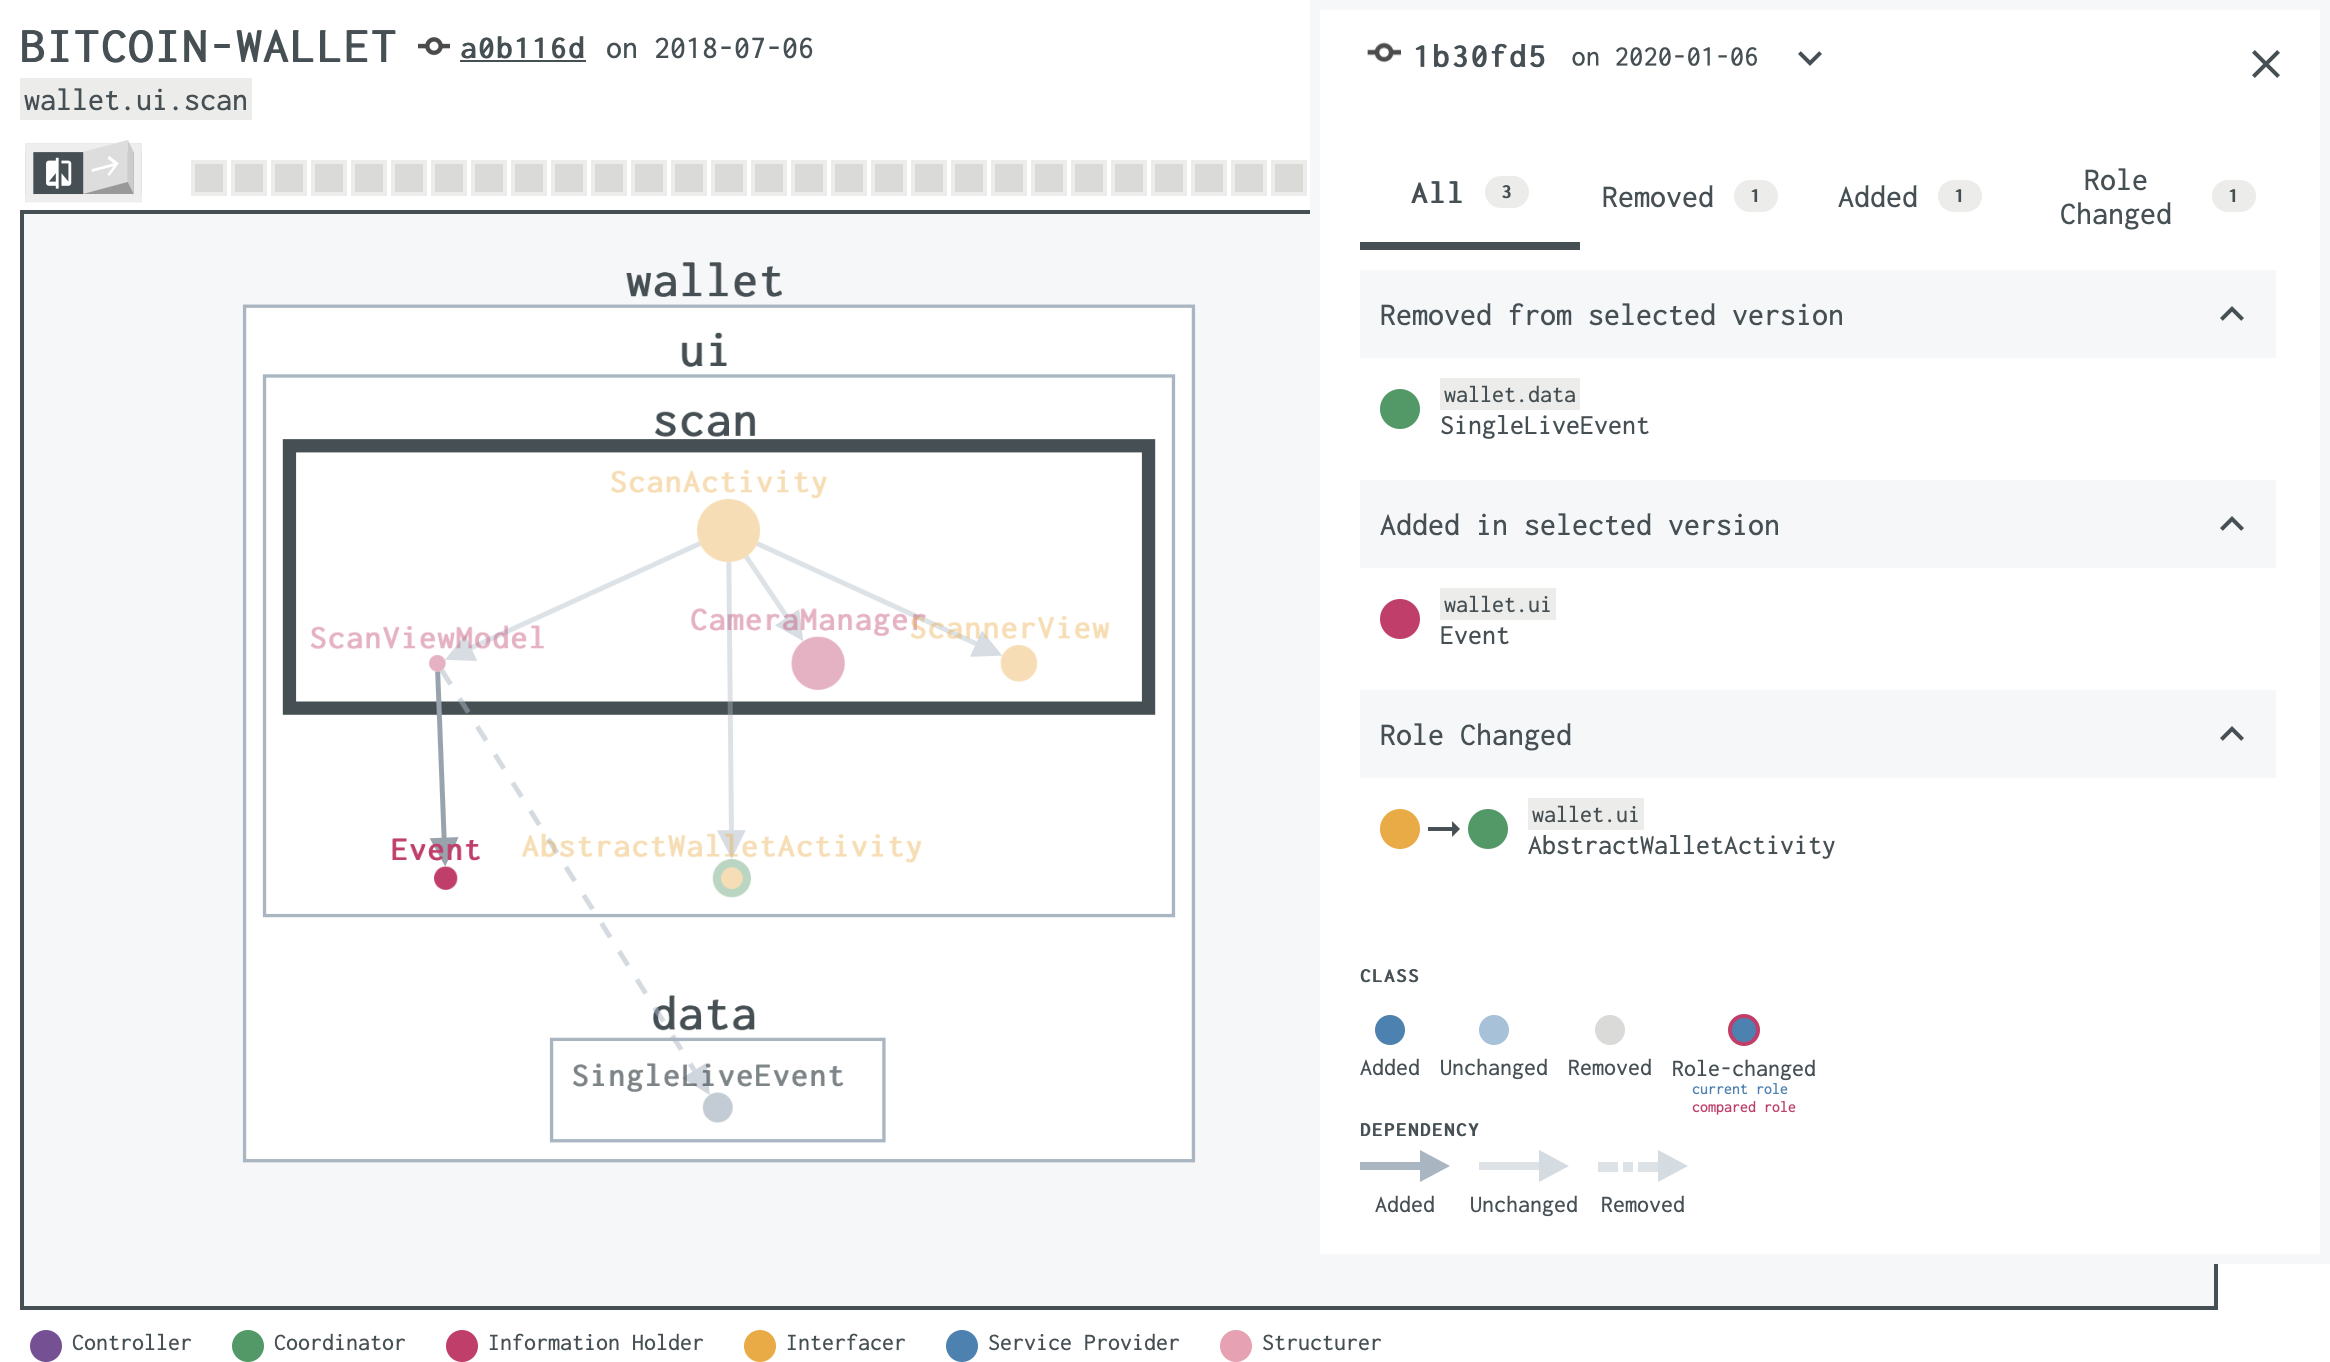 BITCOIN-WALLET a0b116d on 2018-07-06
wallet.ui.scan
wallet
ui
scan
ScanActivity
ScanViewModel
CameraManager
ScannerView
Event
AbstractWalletActivity
data
SingleLiveEvent
1b30fd5 on 2020-01-06
All 3
Removed 1
Added 1
Role
Changed 1
Removed from selected version
wallet.data
SingleLiveEvent
Added in selected version
wallet.ui
Event
Role Changed
wallet.ui
AbstractWalletActivity
CLASS
Added Unchanged Removed Role-changed
current role
compared role
DEPENDENCY
Added Unchanged Removed
Controller Coordinator Information Holder Interfacer Service Provider Structurer